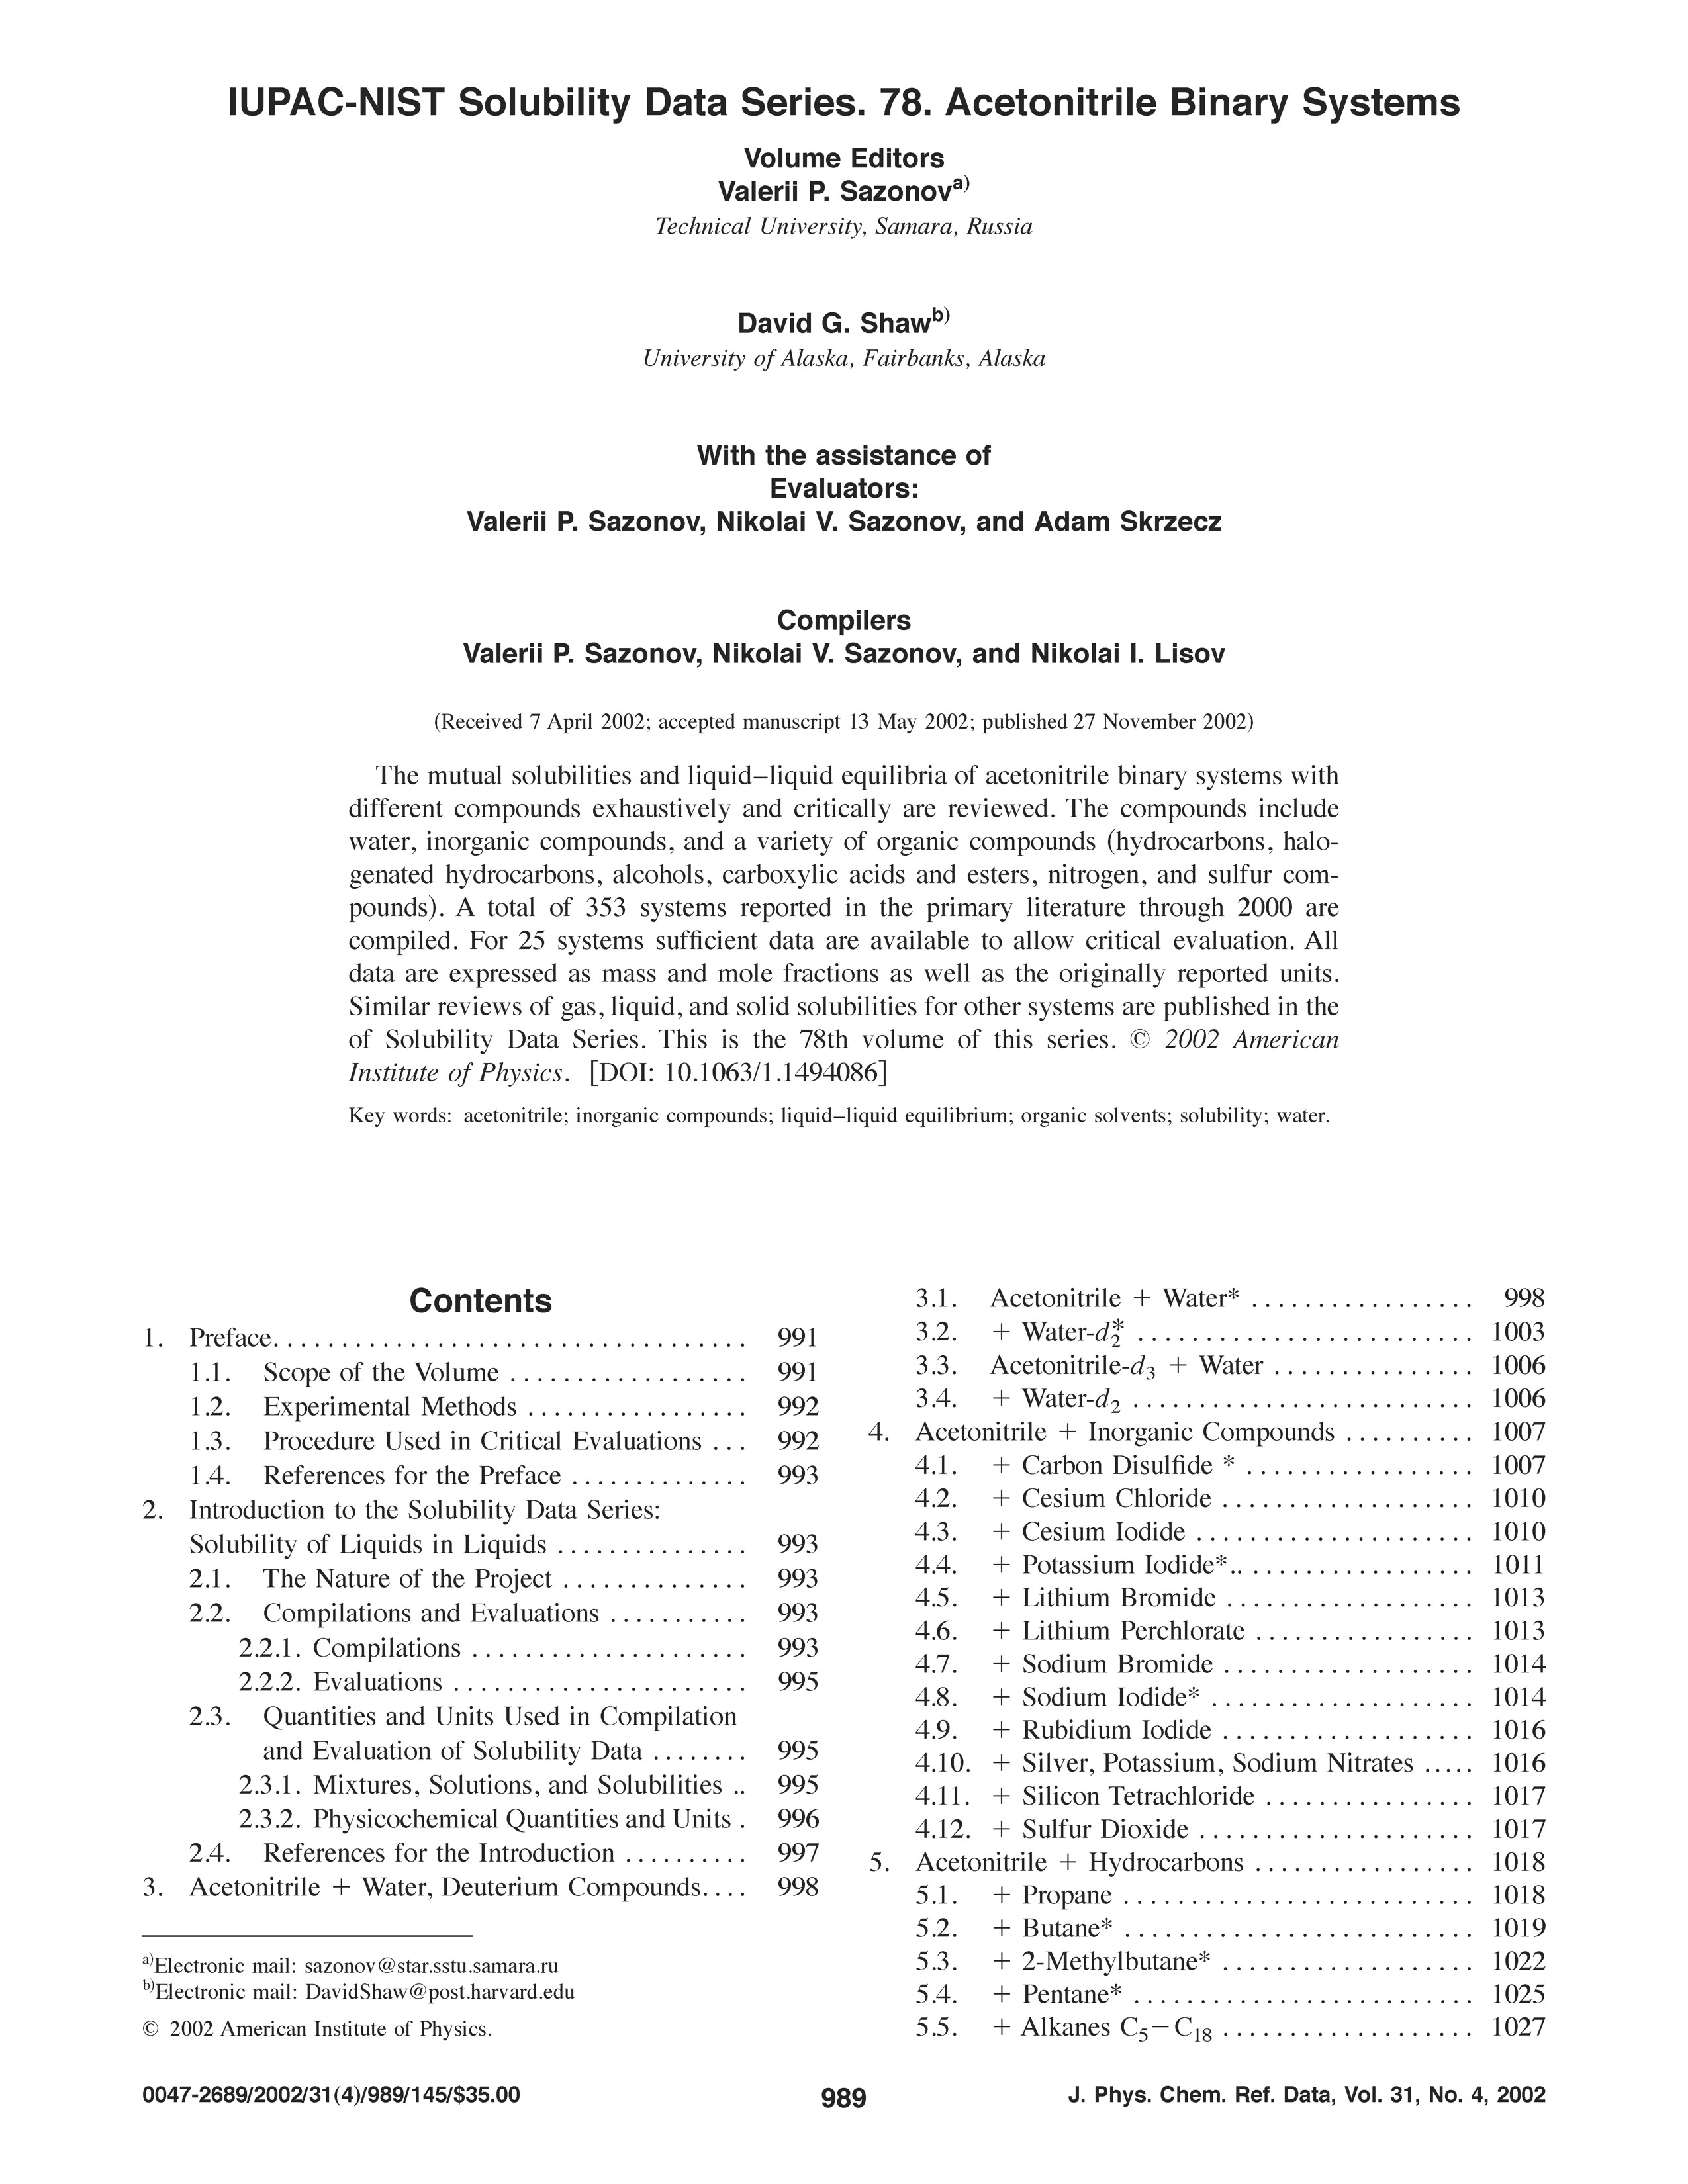 IUPAC-NIST Solubility Data Series. 78. Acetonitrile Binary Systems
Volume Editors
Valerii P. Sazonov^a)
Technical University, Samara, Russia
David G. Shaw^b)
University of Alaska, Fairbanks, Alaska
With the assistance of
Evaluators:
Valerii P. Sazonov, Nikolai V. Sazonov, and Adam Skrzecz
Compilers
Valerii P. Sazonov, Nikolai V. Sazonov, and Nikolai I. Lisov
(Received 7 April 2002; accepted manuscript 13 May 2002; published 27 November 2002)
The mutual solubilities and liquid–liquid equilibria of acetonitrile binary systems with
different compounds exhaustively and critically are reviewed. The compounds include
water, inorganic compounds, and a variety of organic compounds (hydrocarbons, halo-
genated hydrocarbons, alcohols, carboxylic acids and esters, nitrogen, and sulfur com-
pounds). A total of 353 systems reported in the primary literature through 2000 are
compiled. For 25 systems sufficient data are available to allow critical evaluation. All
data are expressed as mass and mole fractions as well as the originally reported units.
Similar reviews of gas, liquid, and solid solubilities for other systems are published in the
of Solubility Data Series. This is the 78th volume of this series. © 2002 American
Institute of Physics. [DOI: 10.1063/1.1494086]
Key words: acetonitrile; inorganic compounds; liquid–liquid equilibrium; organic solvents; solubility; water.
Contents
1. Preface. . . . . . . . . . . . . . . . . . . . 991
1.1. Scope of the Volume . . . . . . . . . . 991
1.2. Experimental Methods . . . . . . . . . . 992
1.3. Procedure Used in Critical Evaluations . . . 992
1.4. References for the Preface . . . . . . . . . . 993
2. Introduction to the Solubility Data Series:
Solubility of Liquids in Liquids . . . . . . . . . . 993
2.1. The Nature of the Project . . . . . . . . . . 993
2.2. Compilations and Evaluations . . . . . . . . . . 993
2.2.1. Compilations . . . . . . . . . . 993
2.2.2. Evaluations . . . . . . . . . . 995
2.3. Quantities and Units Used in Compilation
and Evaluation of Solubility Data . . . . . . . . 995
2.3.1. Mixtures, Solutions, and Solubilities .. 995
2.3.2. Physicochemical Quantities and Units . 996
2.4. References for the Introduction . . . . . . . . . . 997
3. Acetonitrile + Water, Deuterium Compounds. . . . 998
a)Electronic mail: sazonov@star.sstu.samara.ru
b)Electronic mail: DavidShaw@post.harvard.edu
© 2002 American Institute of Physics.
3.1. Acetonitrile + Water* . . . . . . . . . . 998
3.2. + Water-d2* . . . . . . . . . . 1003
3.3. Acetonitrile-d3 + Water . . . . . . . . . . 1006
3.4. + Water-d2 . . . . . . . . . . 1006
4. Acetonitrile + Inorganic Compounds . . . . . . . . . . 1007
4.1. + Carbon Disulfide * . . . . . . . . . . 1007
4.2. + Cesium Chloride . . . . . . . . . . 1010
4.3. + Cesium Iodide . . . . . . . . . . 1010
4.4. + Potassium Iodide*.. . . . . . . . . . . 1011
4.5. + Lithium Bromide . . . . . . . . . . 1013
4.6. + Lithium Perchlorate . . . . . . . . . . 1013
4.7. + Sodium Bromide . . . . . . . . . . 1014
4.8. + Sodium Iodide* . . . . . . . . . . 1014
4.9. + Rubidium Iodide . . . . . . . . . . 1016
4.10. + Silver, Potassium, Sodium Nitrates . . . . . 1016
4.11. + Silicon Tetrachloride . . . . . . . . . . 1017
4.12. + Sulfur Dioxide . . . . . . . . . . 1017
5. Acetonitrile + Hydrocarbons . . . . . . . . . . 1018
5.1. + Propane . . . . . . . . . . 1018
5.2. + Butane* . . . . . . . . . . 1019
5.3. + 2-Methylbutane* . . . . . . . . . . 1022
5.4. + Pentane* . . . . . . . . . . 1025
5.5. + Alkanes C5–C18 . . . . . . . . . . 1027
0047-2689/2002/31(4)/989/145/$35.00 989 J. Phys. Chem. Ref. Data, Vol. 31, No. 4, 2002